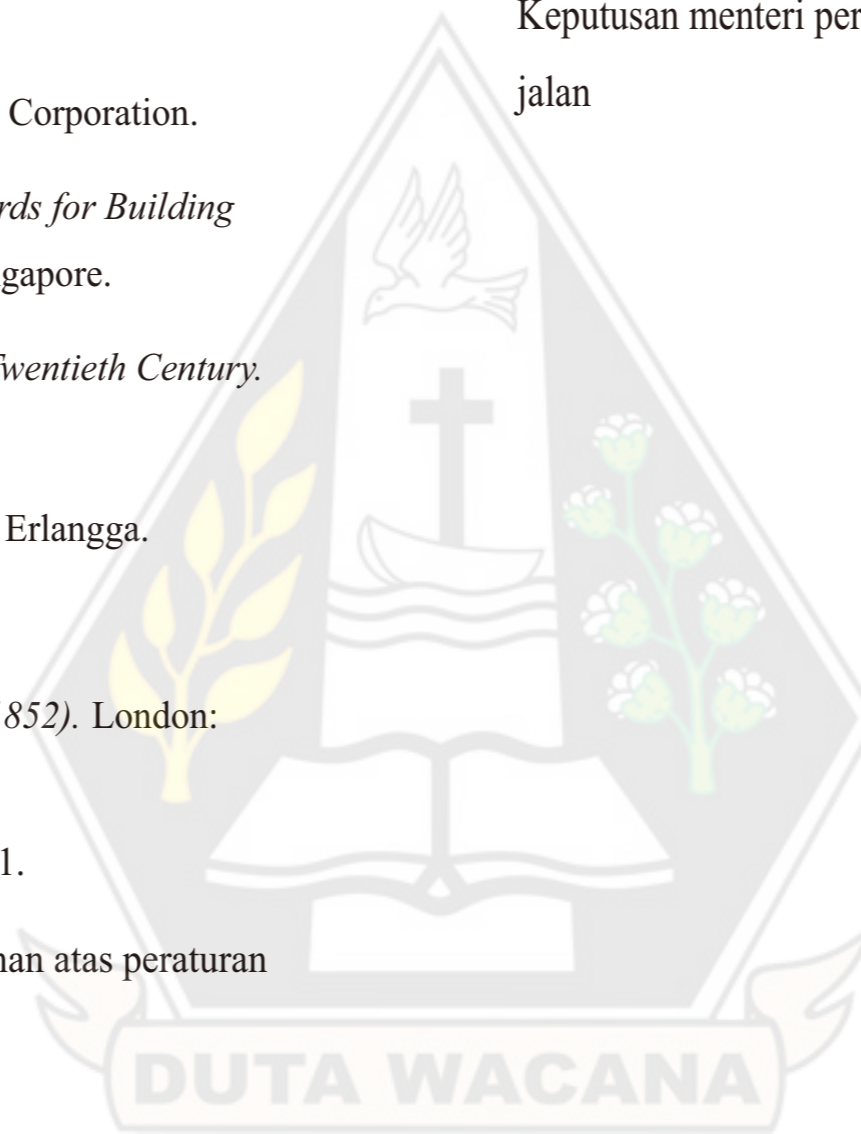 Corporation.
rds for Building
gapore.
Twentieth Century.
Erlangga.
1852). London:
1.
nan atas peraturan
Keputusan menteri per
jalan
DUTA WACANA